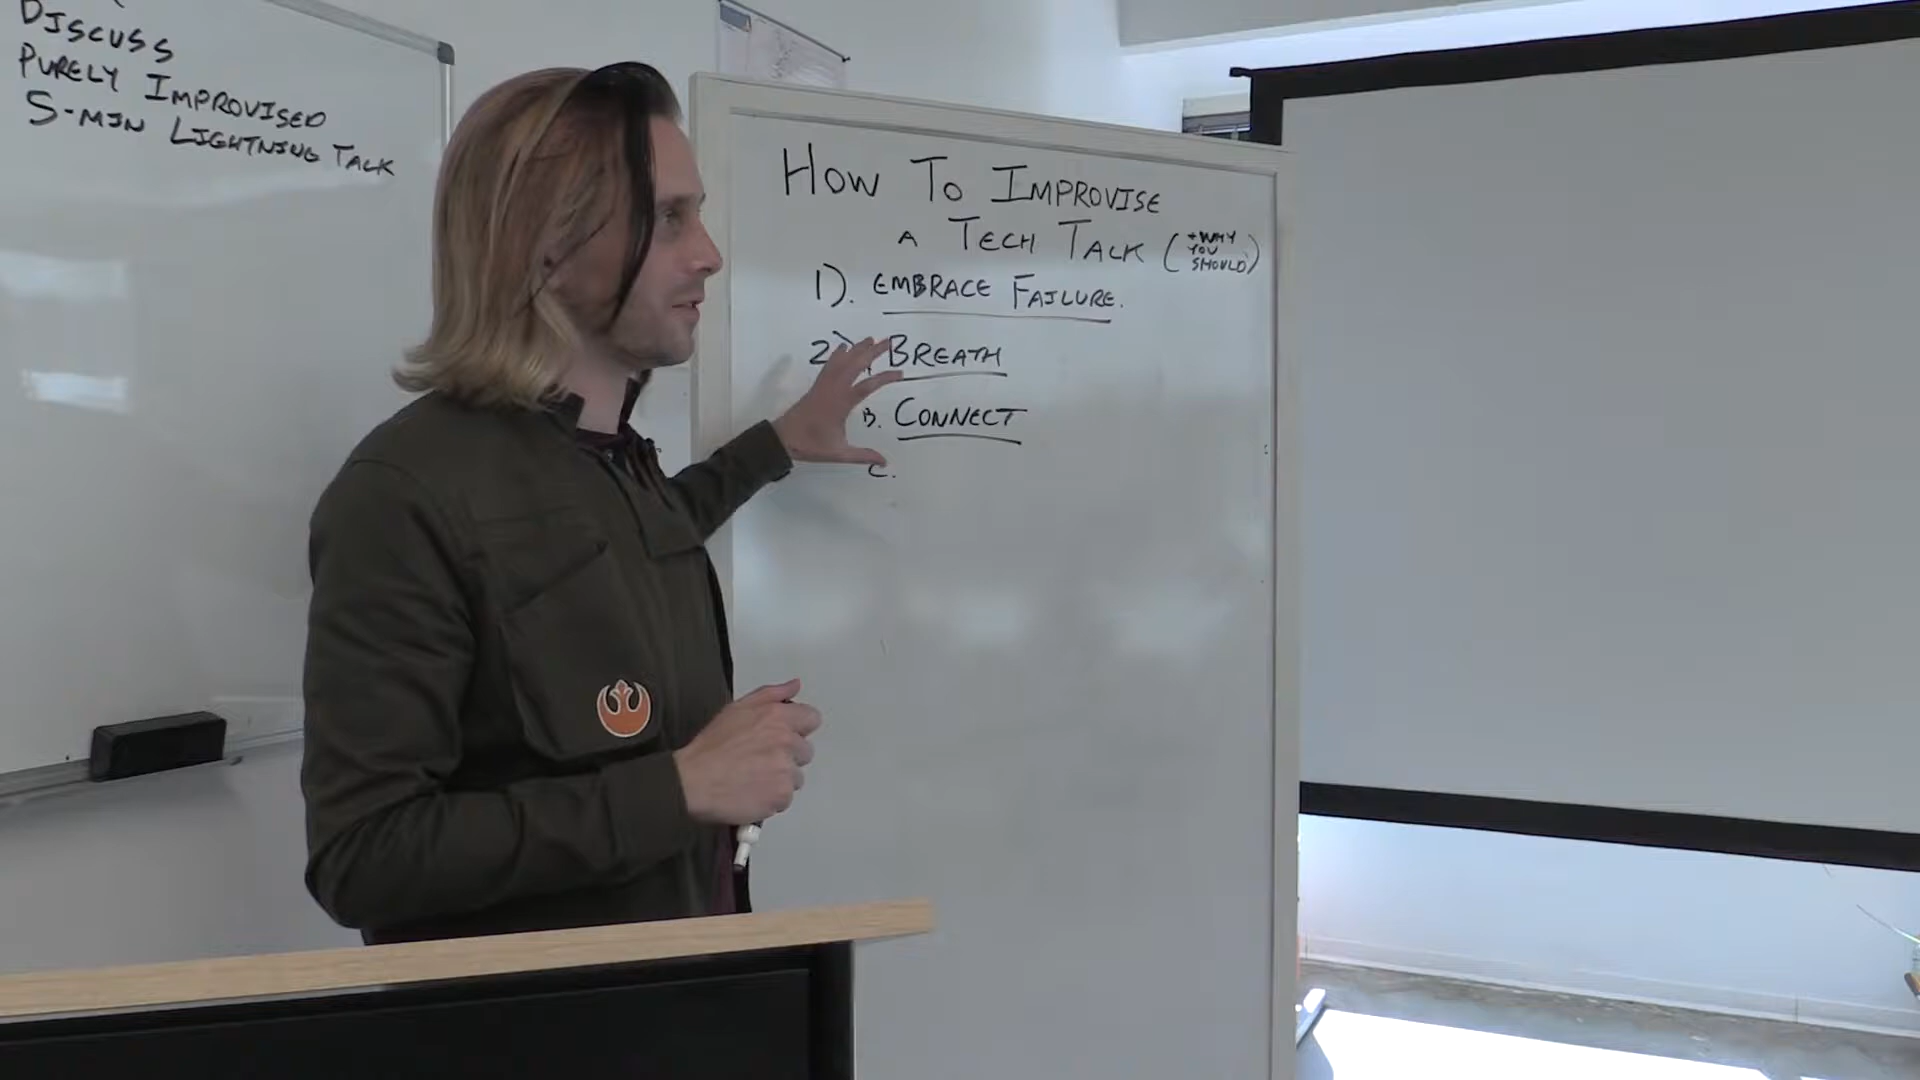 DISCUSS
PURELY IMPROVISED
5-MIN LIGHTNING TALK
HOW TO IMPROVISE
A TECH TALK (+WHY
YOU
SHOULD)
1). EMBRACE FAILURE.
2) BREATH
B. CONNECT
C.